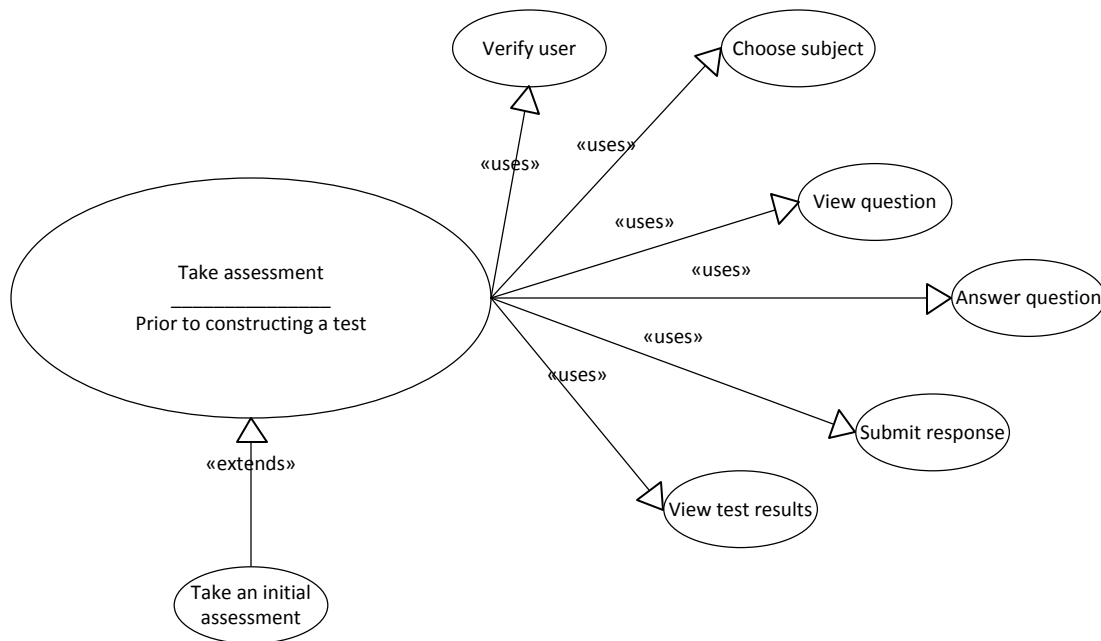 Verify user
Choose subject
«uses»
«uses»
View question
«uses»
Take assessment
_______________
Prior to constructing a test
«uses»
Answer question
«uses»
«uses»
Submit response
«extends»
View test results
Take an initial
assessment